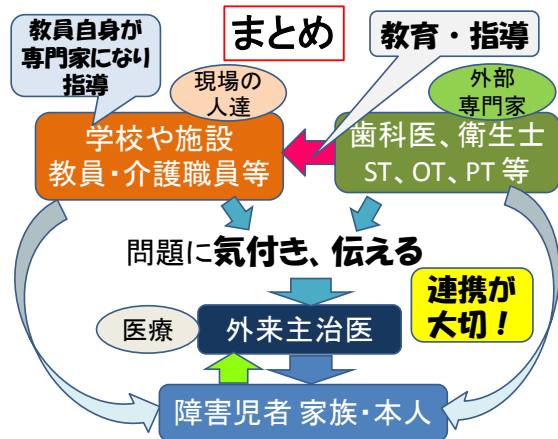 教員自身が
専門家になり
指導
まとめ
教育・指導
現場の
人達
外部
専門家
学校や施設
教員・介護職員等
歯科医、衛生士
ST、OT、PT 等
問題に気付き、伝える
連携が
大切！
医療
外来主治医
障害児者 家族・本人